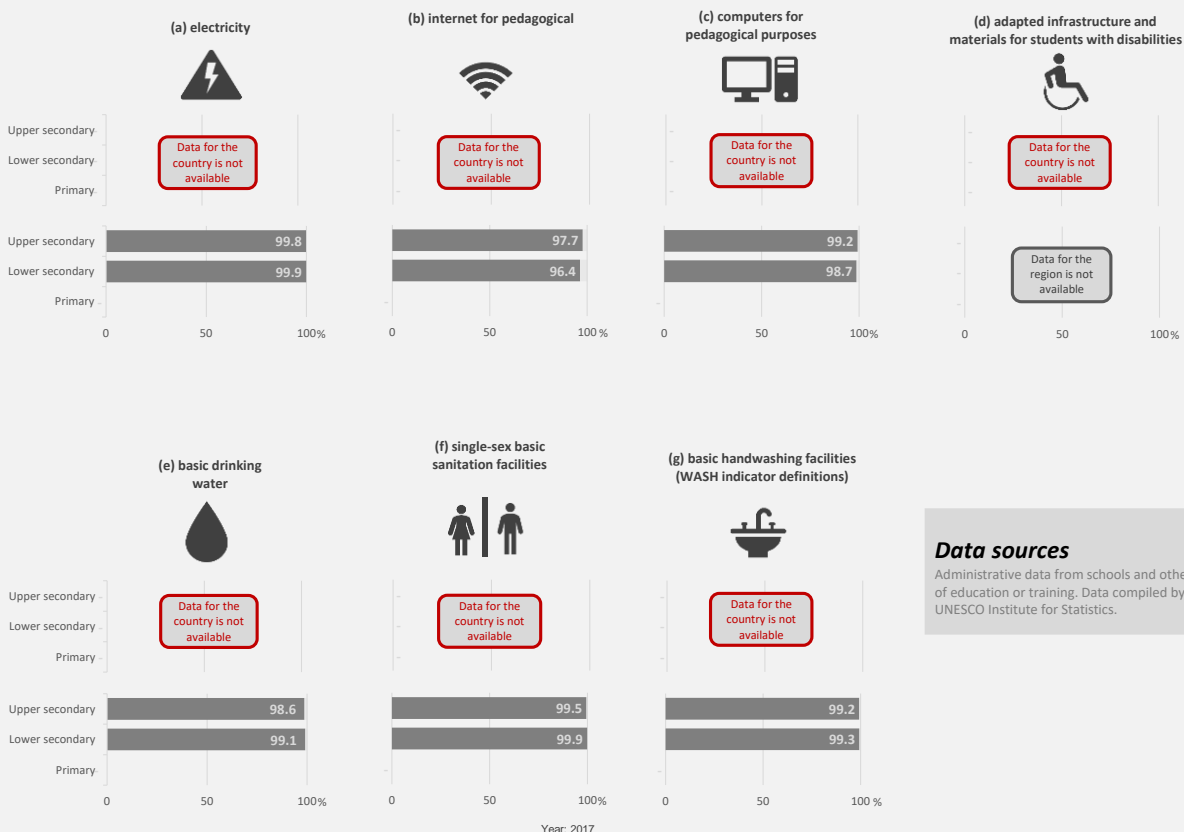 (a) electricity
(b) internet for pedagogical
(c) computers for
pedagogical purposes
(d) adapted infrastructure and
materials for students with disabilities
Upper secondary
Lower secondary
Primary
Data for the
country is not
available
Data for the
country is not
available
Data for the
country is not
available
Data for the
country is not
available
Upper secondary
Lower secondary
Primary
99.8
99.9
97.7
96.4
99.2
98.7
Data for the
region is not
available
0 50 100%
0 50 100%
0 50 100%
0 50 100%
(e) basic drinking
water
(f) single-sex basic
sanitation facilities
(g) basic handwashing facilities
(WASH indicator definitions)
Upper secondary
Lower secondary
Primary
Data for the
country is not
available
Data for the
country is not
available
Data for the
country is not
available
Upper secondary
Lower secondary
Primary
98.6
99.1
99.5
99.9
99.2
99.3
0 50 100%
0 50 100%
0 50 100 %
Year: 2017
Data sources
Administrative data from schools and othe
of education or training. Data compiled by
UNESCO Institute for Statistics.